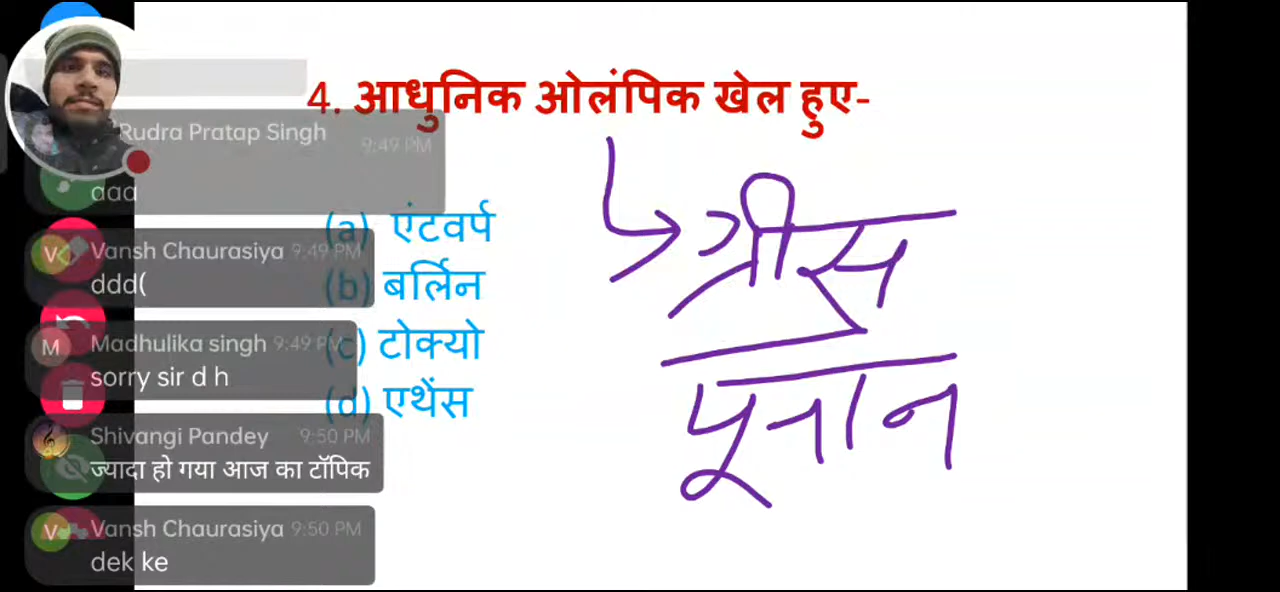 4. आधुनिक ओलंपिक खेल हुए-
Rudra Pratap Singh
9:49 PM
aaa
(a) एंटवर्प
Vansh Chaurasiya 9:49 PM
ddd(
(b) बर्लिन
Madhulika singh 9:49 PM
sorry sir d h
(c) टोक्यो
(d) एथेंस
Shivangi Pandey 9:50 PM
ज्यादा हो गया आज का टॉपिक
Vansh Chaurasiya 9:50 PM
dek ke
ग्रीस
यूनान
V
M
V